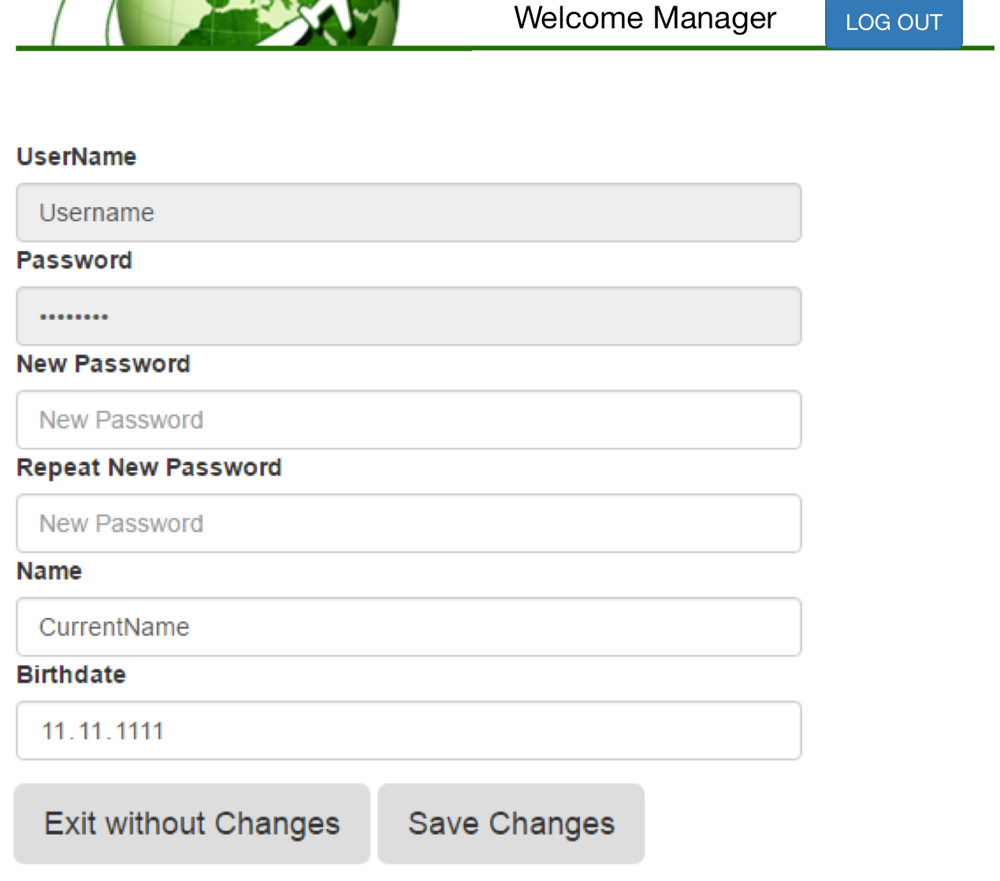 Welcome Manager LOG OUT
UserName
Username
Password
••••••••
New Password
New Password
Repeat New Password
New Password
Name
CurrentName
Birthdate
11.11.1111
Exit without Changes Save Changes